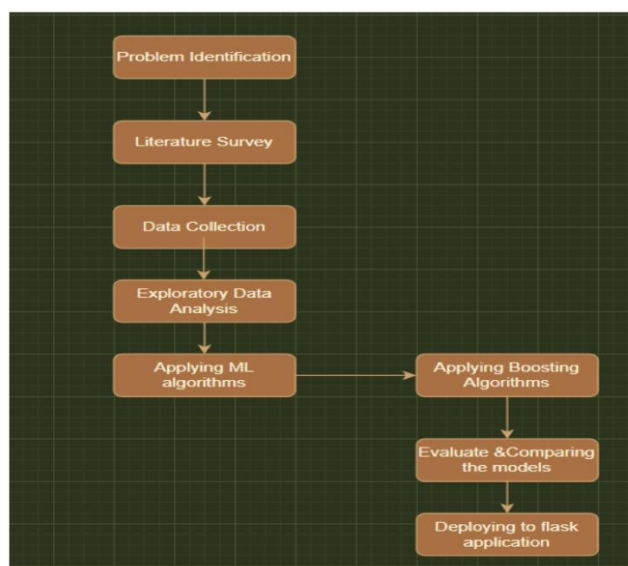 Problem Identification
Literature Survey
Data Collection
Exploratory Data
Analysis
Applying ML
algorithms
Applying Boosting
Algorithms
Evaluate &Comparing
the models
Deploying to flask
application